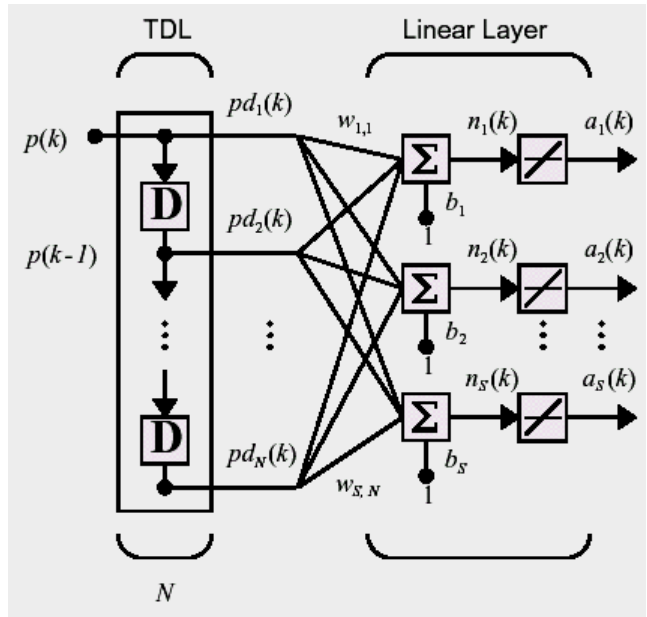 TDL Linear Layer
pd1(k) w1,1 n1(k) a1(k)
p(k) Σ
D b1
pd2(k) 1
p(k-1) n2(k) a2(k)
Σ
b2
1
nS(k) aS(k)
D Σ
pdN(k) bS
wS, N 1
N